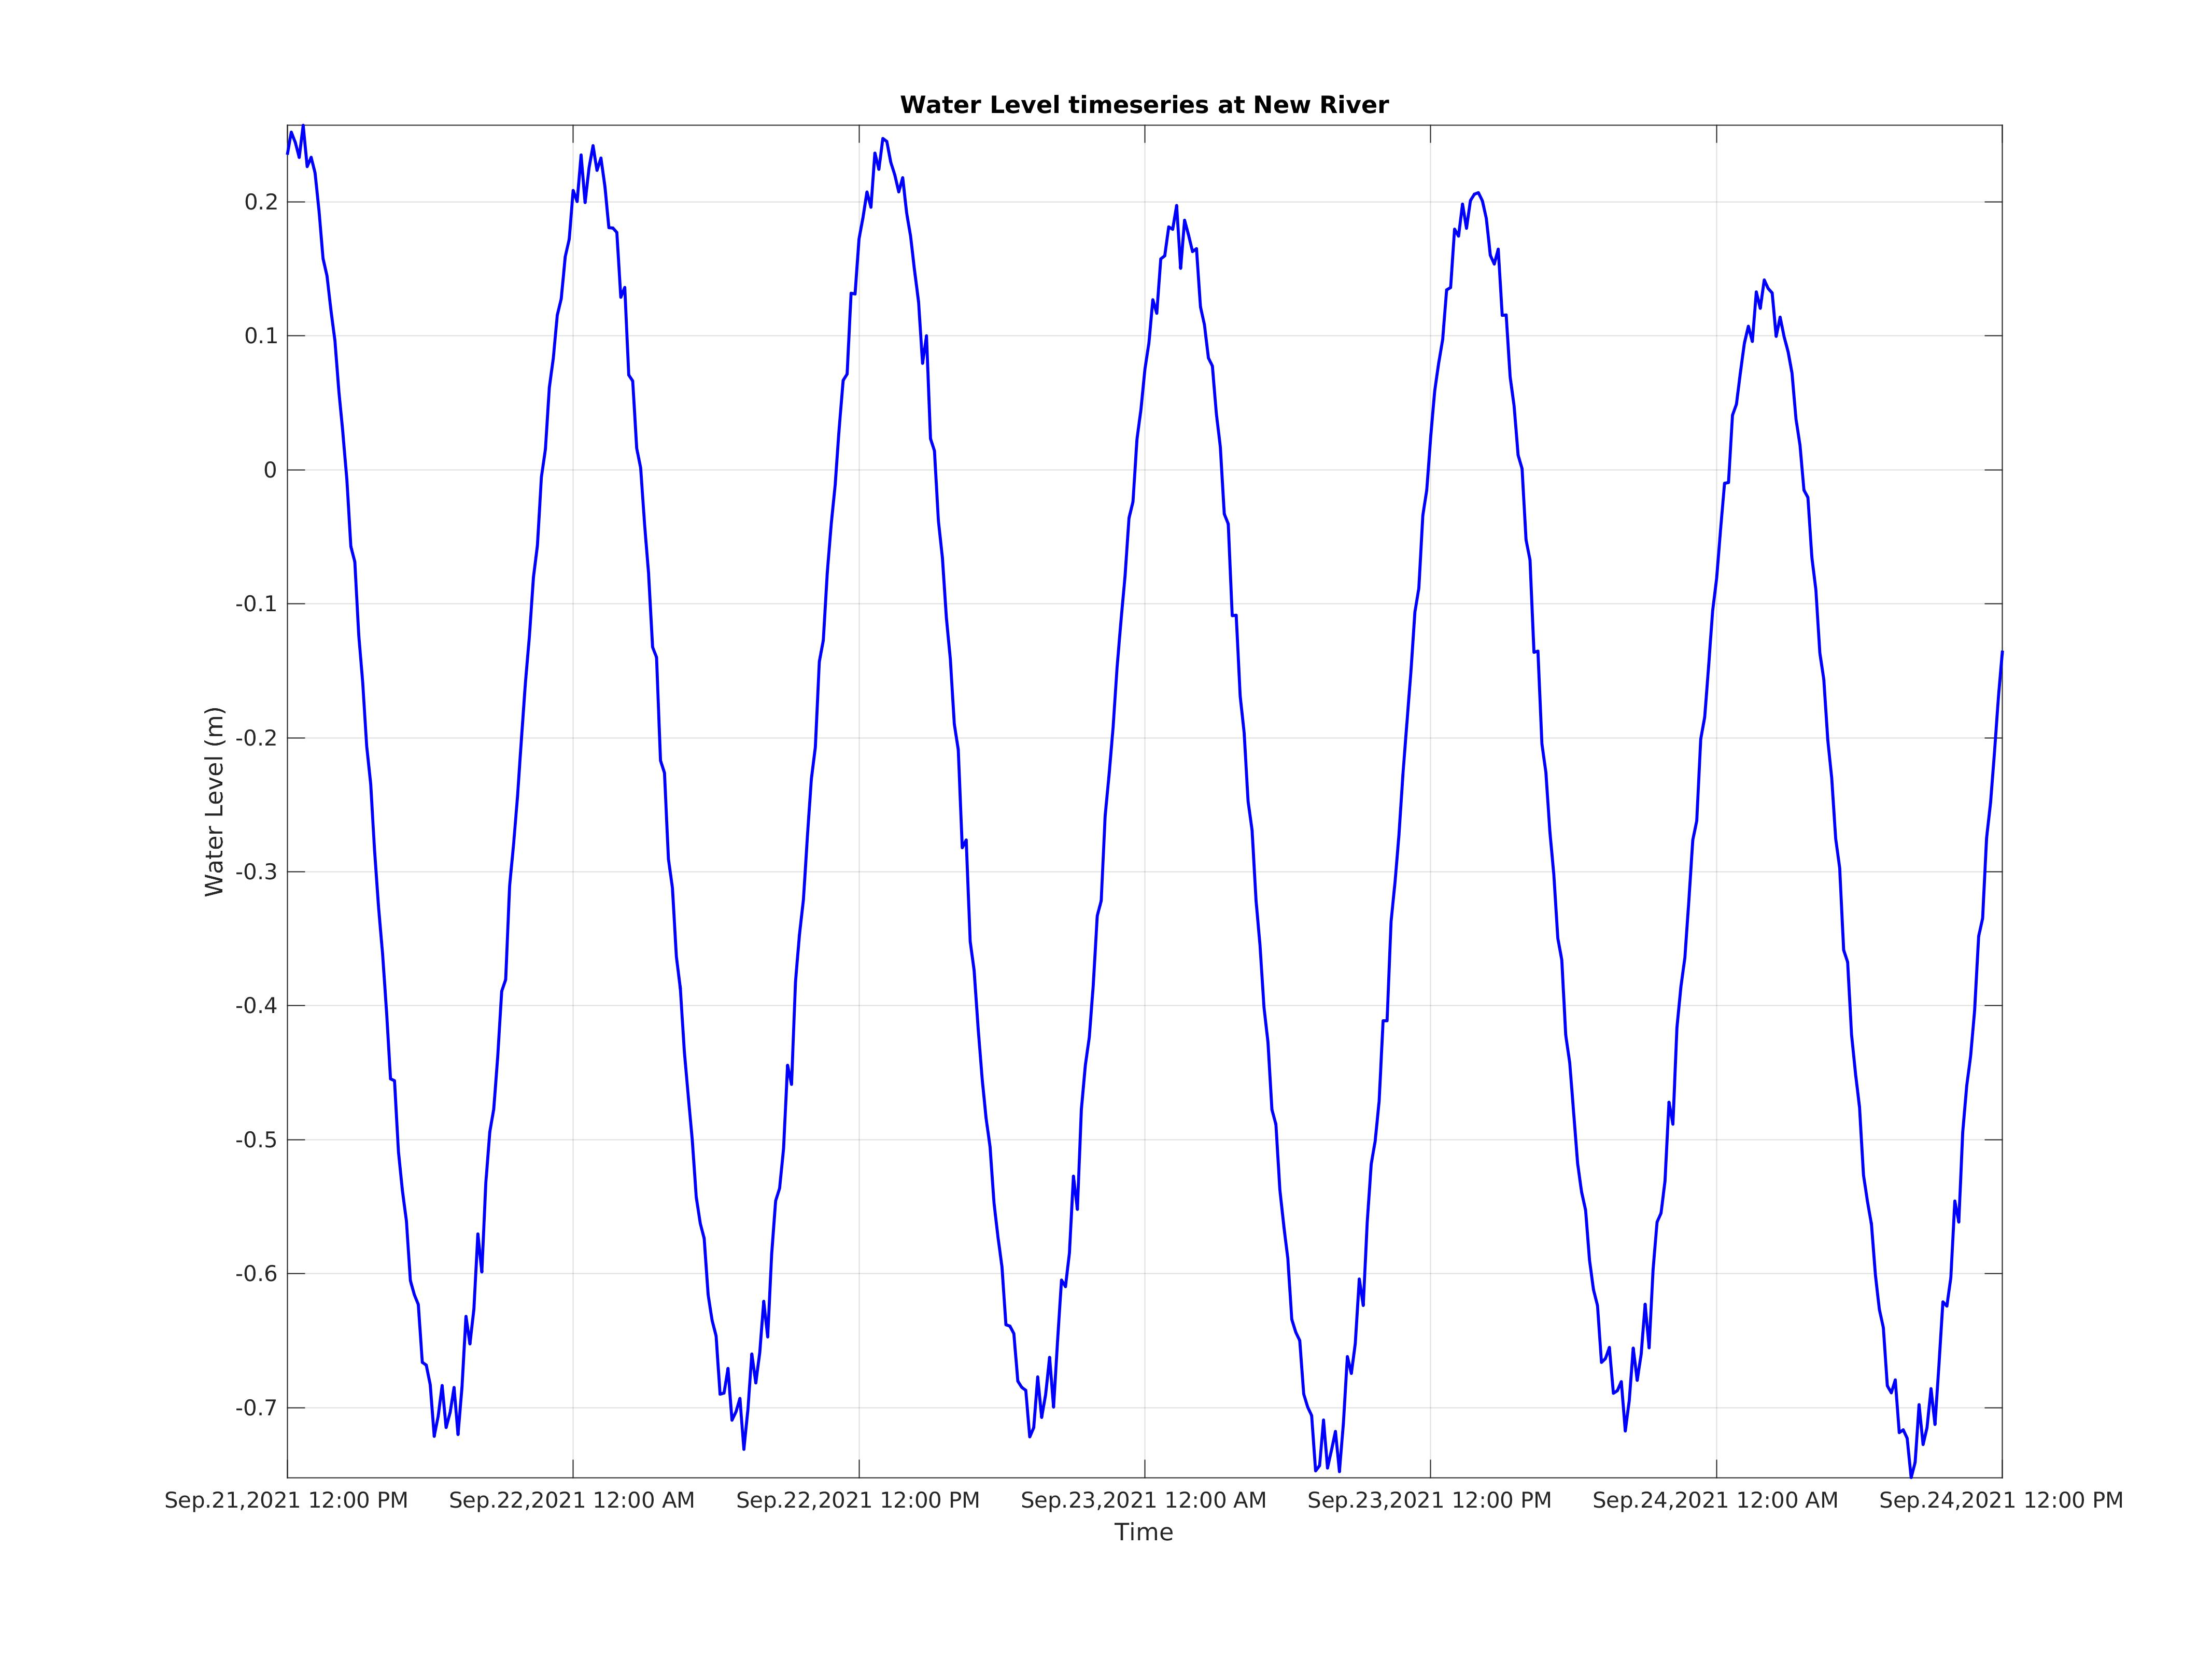 Water Level timeseries at New River
0.2
0.1
0
-0.1
-0.2
-0.3
-0.4
-0.5
-0.6
-0.7
Water Level (m)
Sep.21,2021 12:00 PM Sep.22,2021 12:00 AM Sep.22,2021 12:00 PM Sep.23,2021 12:00 AM Sep.23,2021 12:00 PM Sep.24,2021 12:00 AM Sep.24,2021 12:00 PM
Time